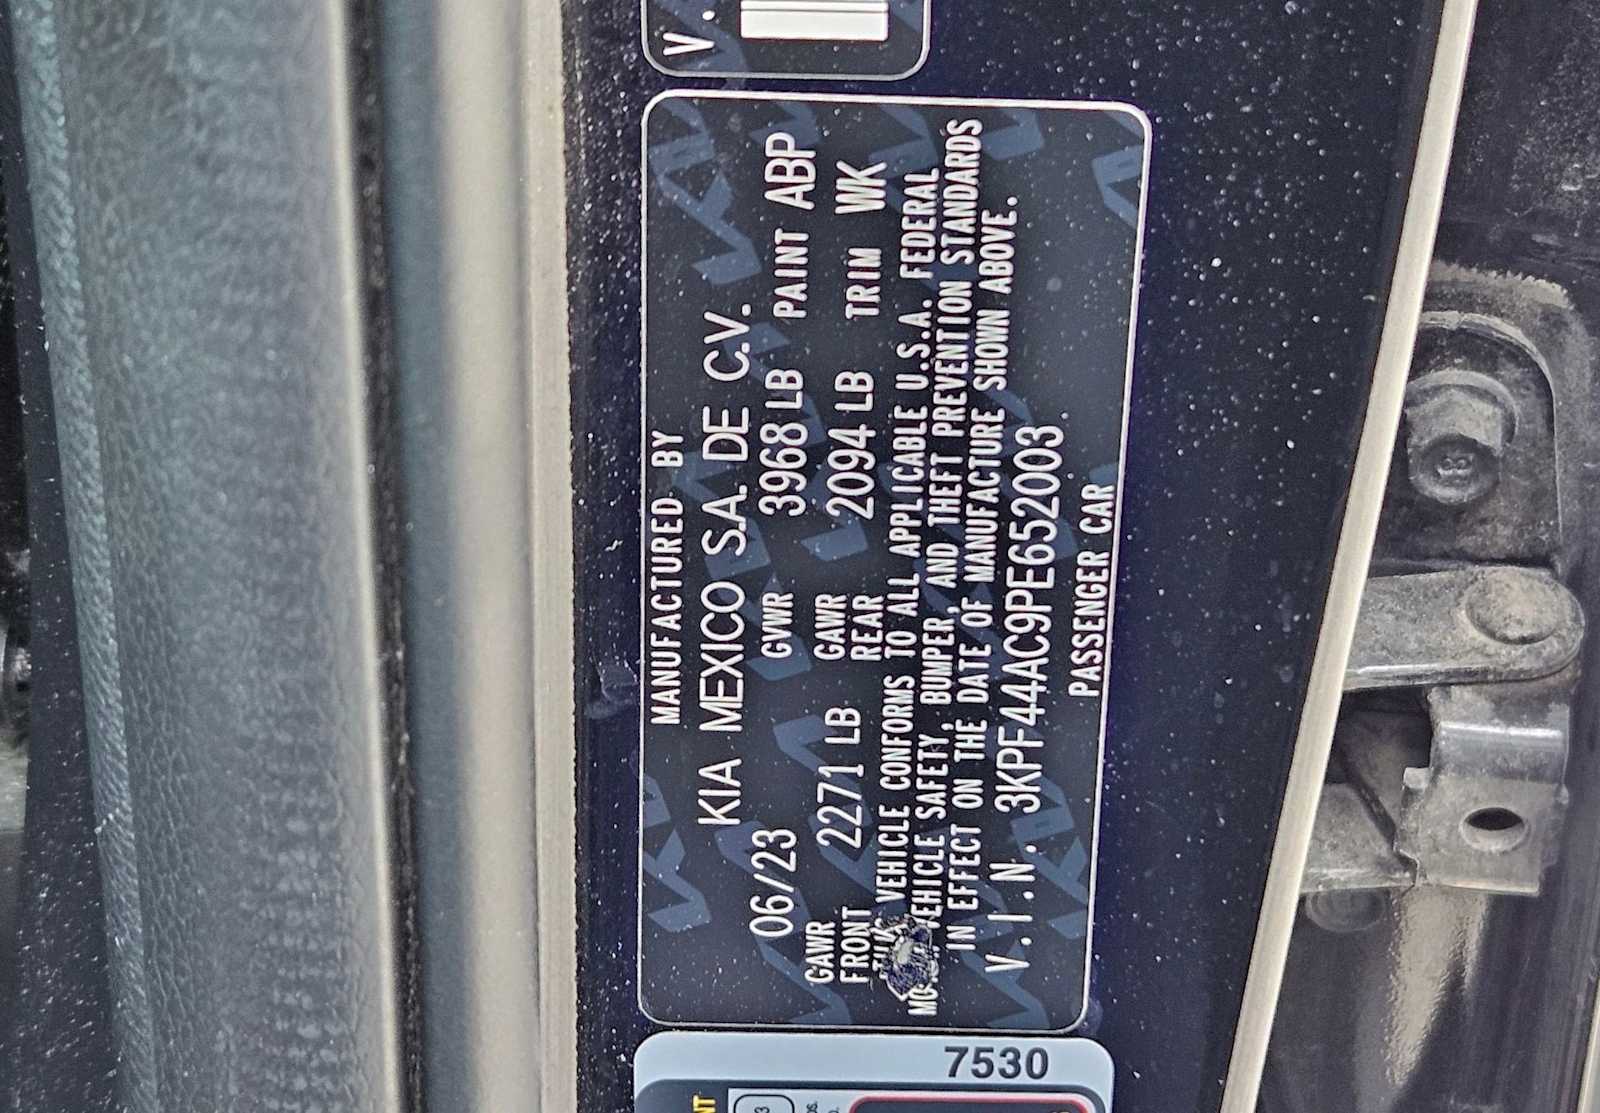 V.
MANUFACTURED BY
KIA MEXICO S.A. DE C.V.
06/23 GVWR 3968 LB PAINT ABP
GAWR FRONT 2271 LB GAWR REAR 2094 LB TRIM WK
THIS VEHICLE CONFORMS TO ALL APPLICABLE U.S.A. FEDERAL
VEHICLE SAFETY, BUMPER, AND THEFT PREVENTION STANDARDS
IN EFFECT ON THE DATE OF MANUFACTURE SHOWN ABOVE.
V.I.N. 3KPF44AC9PE652003
PASSENGER CAR
7530